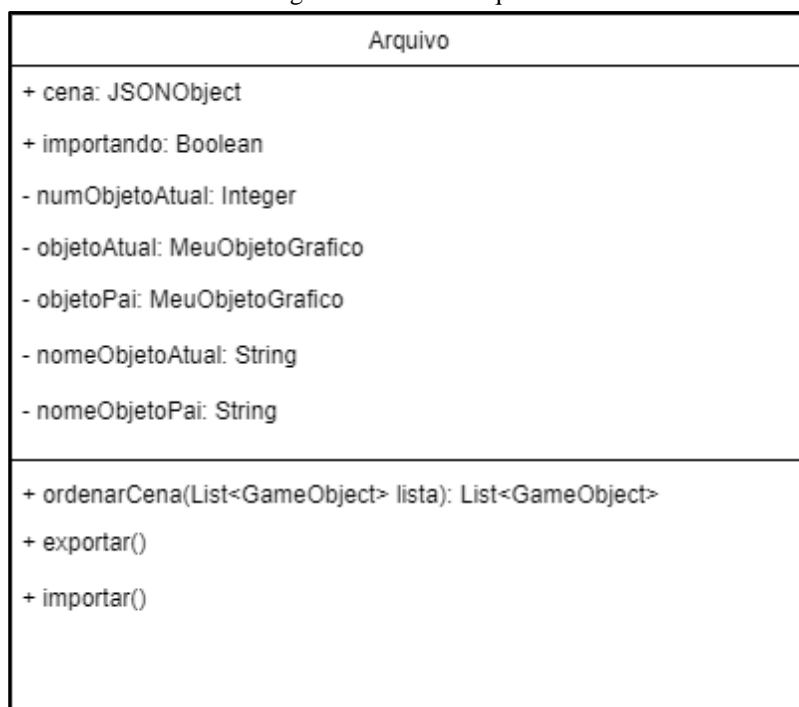 Arquivo
+ cena: JSONObject
+ importando: Boolean
- numObjetoAtual: Integer
- objetoAtual: MeuObjetoGrafico
- objetoPai: MeuObjetoGrafico
- nomeObjetoAtual: String
- nomeObjetoPai: String
+ ordenarCena(List<GameObject> lista): List<GameObject>
+ exportar()
+ importar()